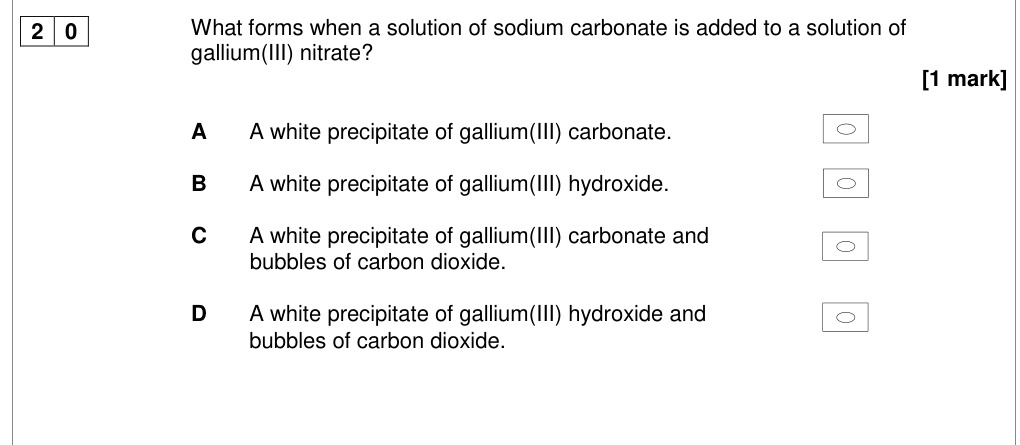 2 0
What forms when a solution of sodium carbonate is added to a solution of
gallium(III) nitrate?
[1 mark]
A A white precipitate of gallium(III) carbonate.
B A white precipitate of gallium(III) hydroxide.
C A white precipitate of gallium(III) carbonate and
bubbles of carbon dioxide.
D A white precipitate of gallium(III) hydroxide and
bubbles of carbon dioxide.